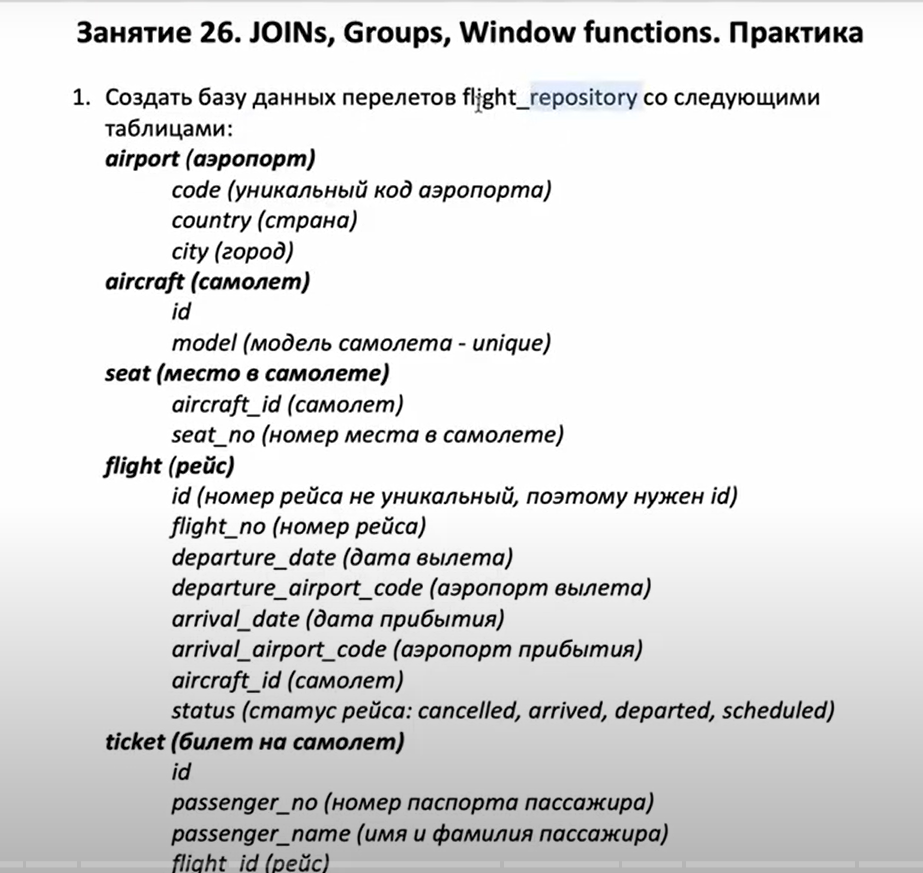 Занятие 26. JOINs, Groups, Window functions. Практика
1. Создать базу данных перелетов flight_repository со следующими
таблицами:
airport (аэропорт)
code (уникальный код аэропорта)
country (страна)
city (город)
aircraft (самолет)
id
model (модель самолета - unique)
seat (место в самолете)
aircraft_id (самолет)
seat_no (номер места в самолете)
flight (рейс)
id (номер рейса не уникальный, поэтому нужен id)
flight_no (номер рейса)
departure_date (дата вылета)
departure_airport_code (аэропорт вылета)
arrival_date (дата прибытия)
arrival_airport_code (аэропорт прибытия)
aircraft_id (самолет)
status (статус рейса: cancelled, arrived, departed, scheduled)
ticket (билет на самолет)
id
passenger_no (номер паспорта пассажира)
passenger_name (имя и фамилия пассажира)
flight_id (рейс)